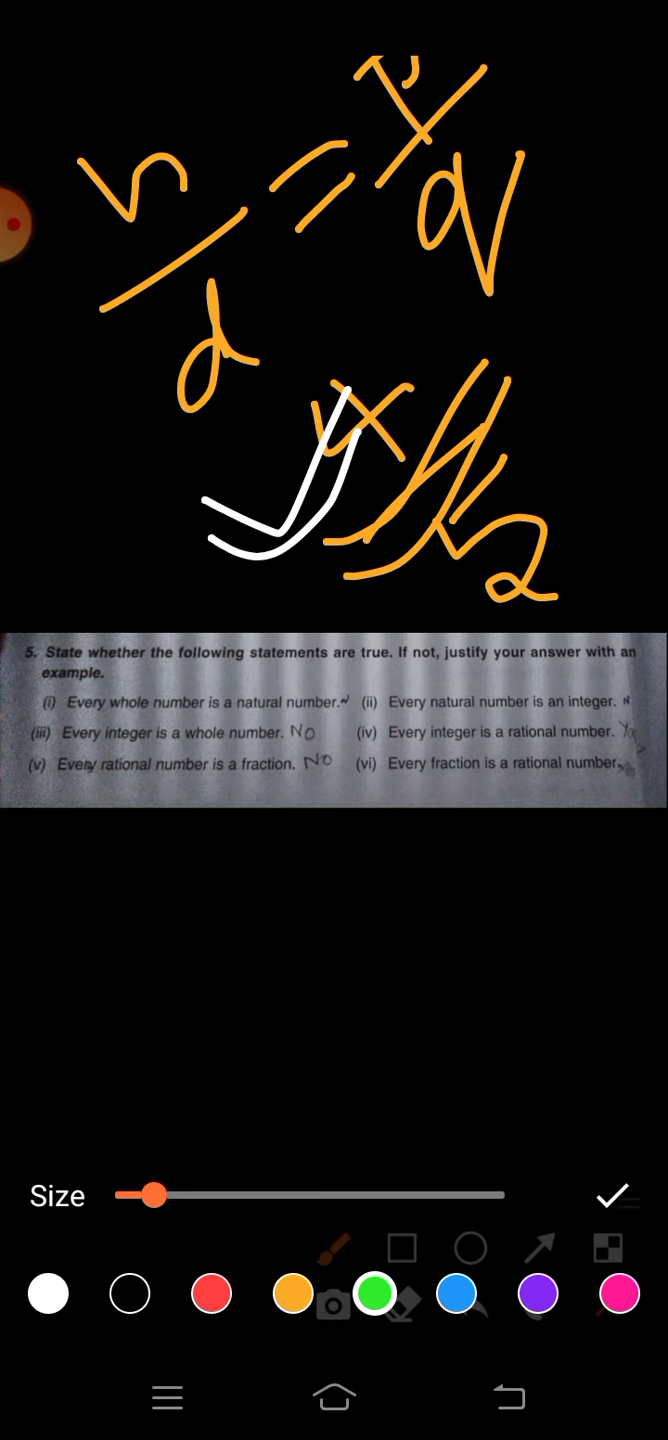 n = p
d q
5. State whether the following statements are true. If not, justify your answer with an
example.
(i) Every whole number is a natural number. (ii) Every natural number is an integer.
(iii) Every integer is a whole number. NO (iv) Every integer is a rational number.
(v) Every rational number is a fraction. NO (vi) Every fraction is a rational number.
Size